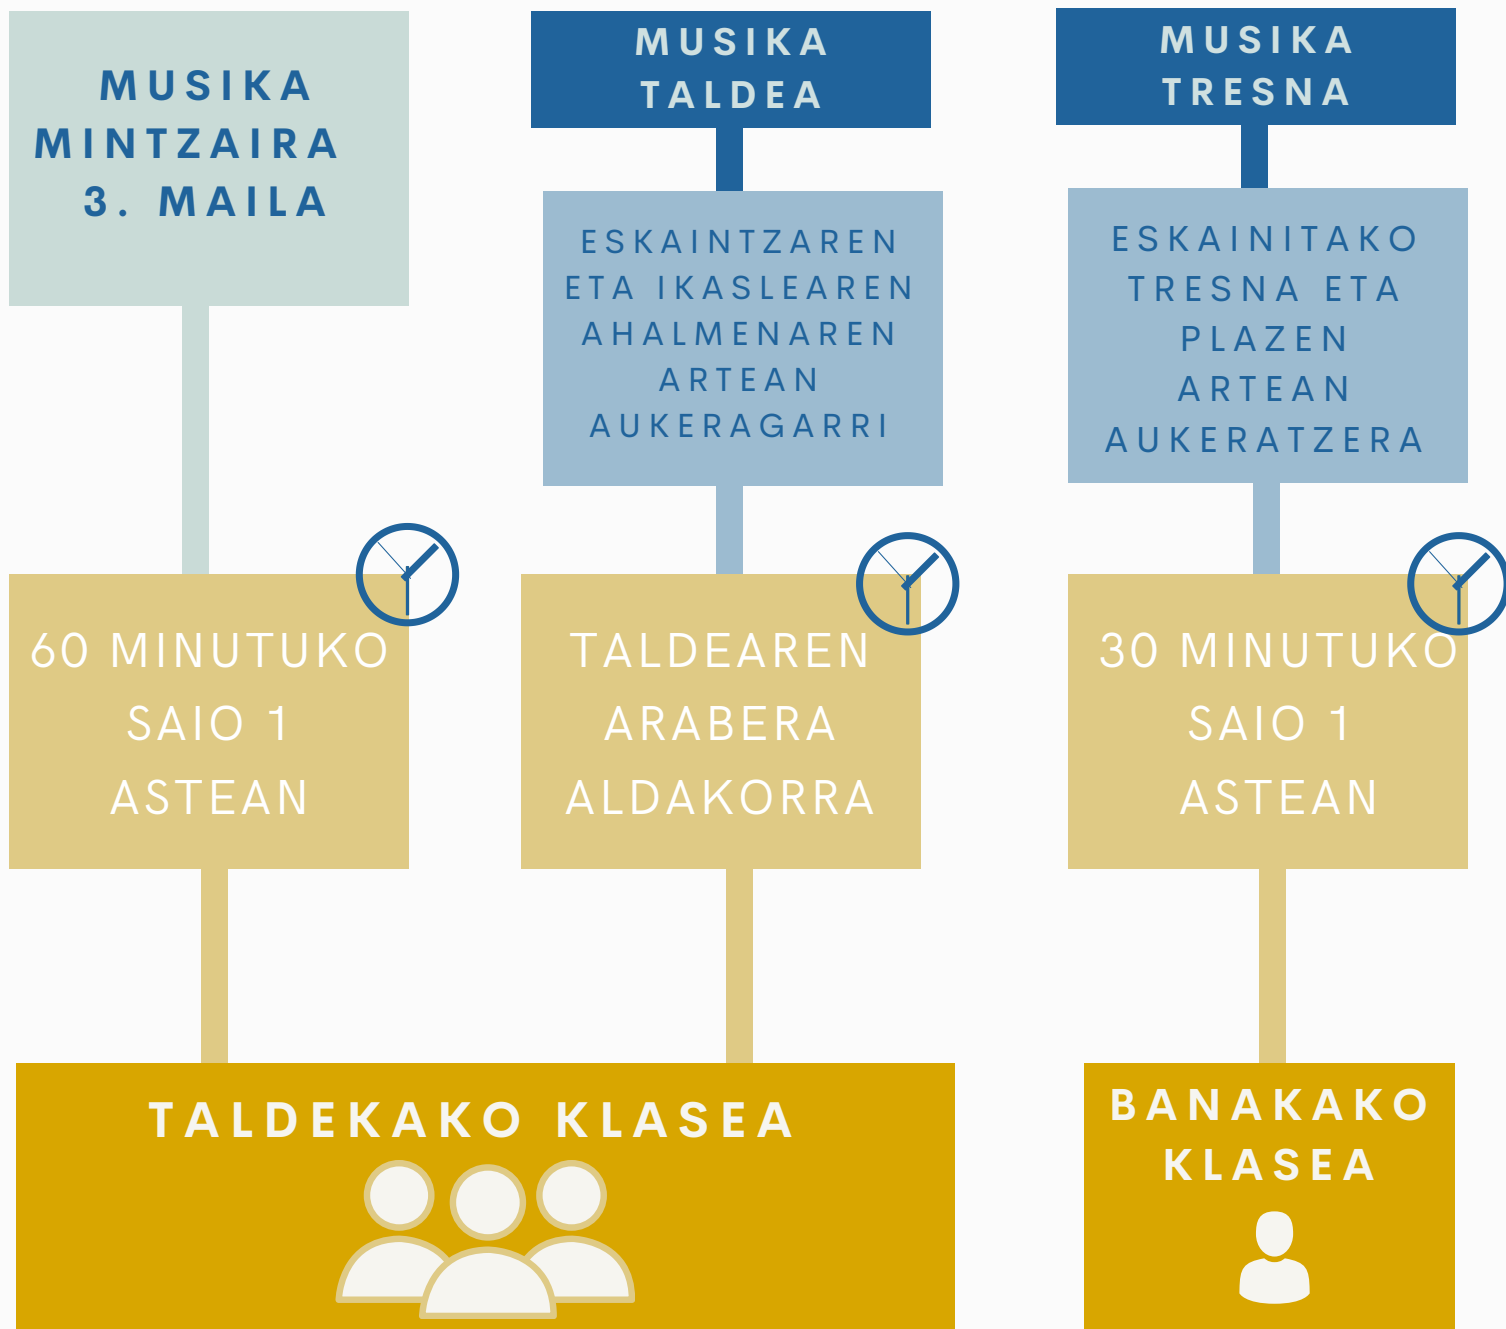 MUSIKA
MINTZAIRA
3. MAILA
MUSIKA
TALDEA
ESKAINTZAREN
ETA IKASLEAREN
AHALMENAREN
ARTEAN
AUKERAGARRI
MUSIKA
TRESNA
ESKAINITAKO
TRESNA ETA
PLAZEN
ARTEAN
AUKERATZERA
60 MINUTUKO
SAIO 1
ASTEAN
TALDEAREN
ARABERA
ALDAKORRA
30 MINUTUKO
SAIO 1
ASTEAN
TALDEKAKO KLASEA
BANAKAKO
KLASEA